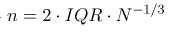 n = 2 · IQR · N^{-1/3}